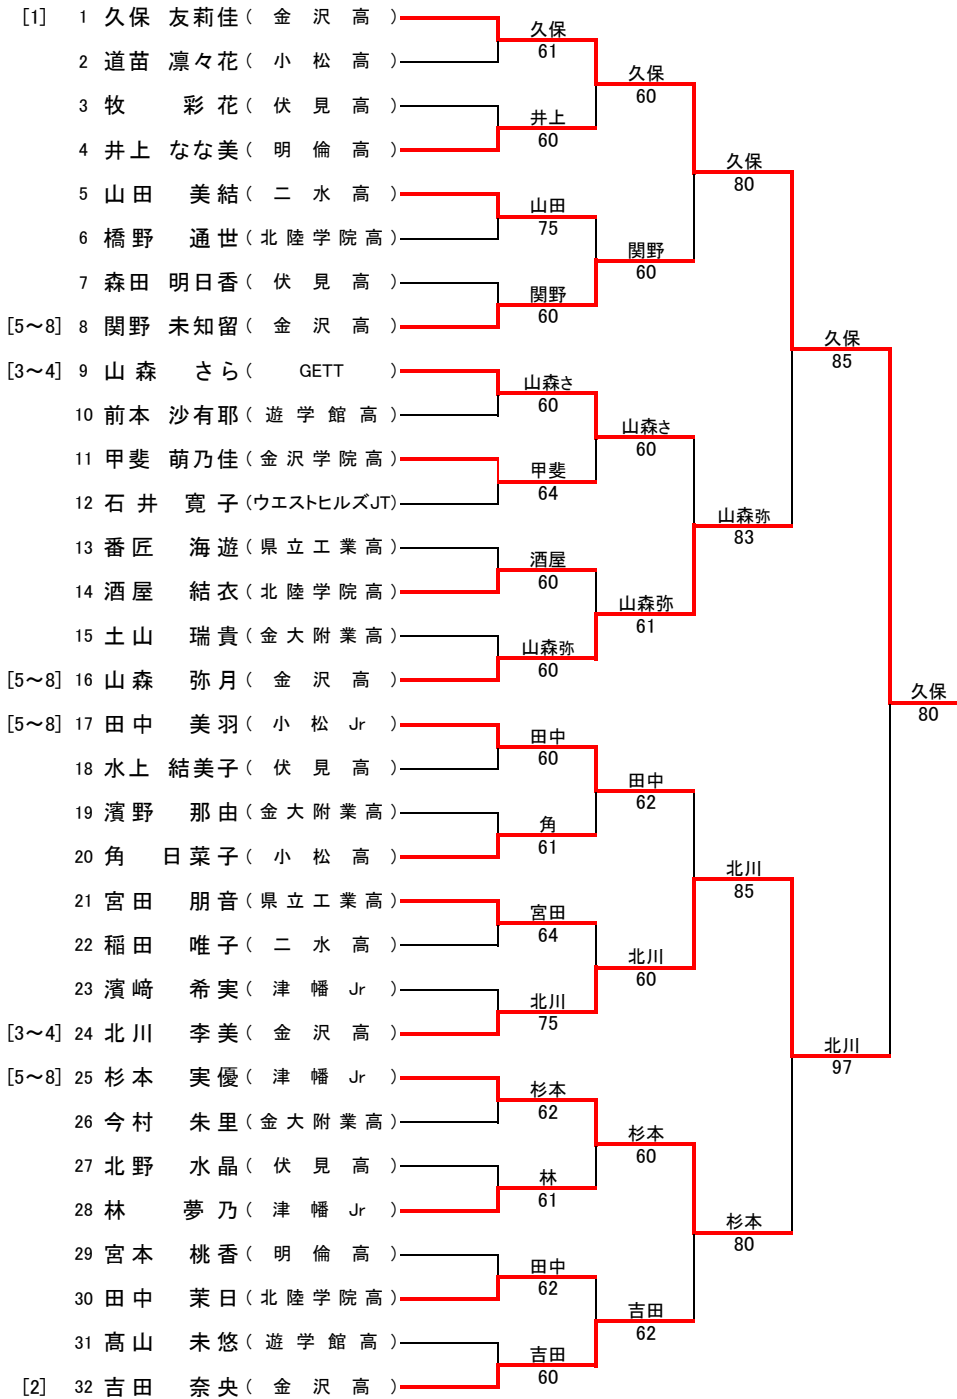 [1] 1 久保 友莉佳 ( 金沢高 )
2 道苗 凛々花 ( 小松高 )
3 牧 彩花 ( 伏見高 )
4 井上 なな美 ( 明倫高 )
5 山田 美結 ( 二水高 )
6 橋野 通世 ( 北陸学院高 )
7 森田 明日香 ( 伏見高 )
[5～8] 8 関野 未知留 ( 金沢高 )
[3～4] 9 山森 さら ( GETT )
10 前本 沙有耶 ( 遊学館高 )
11 甲斐 萌乃佳 ( 金沢学院高 )
12 石井 寛子 (ウエストヒルズJT)
13 番匠 海遊 ( 県立工業高 )
14 酒屋 結衣 ( 北陸学院高 )
15 土山 瑞貴 ( 金大附業高 )
[5～8] 16 山森 弥月 ( 金沢高 )
[5～8] 17 田中 美羽 ( 小松Jr )
18 水上 結美子 ( 伏見高 )
19 濱野 那由 ( 金大附業高 )
20 角 日菜子 ( 小松高 )
21 宮田 朋音 ( 県立工業高 )
22 稲田 唯子 ( 二水高 )
23 濱﨑 希実 ( 津幡Jr )
[3～4] 24 北川 李美 ( 金沢高 )
[5～8] 25 杉本 実優 ( 津幡Jr )
26 今村 朱里 ( 金大附業高 )
27 北野 水晶 ( 伏見高 )
28 林 夢乃 ( 津幡Jr )
29 宮本 桃香 ( 明倫高 )
30 田中 茉日 ( 北陸学院高 )
31 髙山 未悠 ( 遊学館高 )
[2] 32 吉田 奈央 ( 金沢高 )
久保
61
井上
60
山田
75
関野
60
山森さ
60
甲斐
64
酒屋
60
山森弥
60
田中
60
角
61
宮田
64
北川
75
杉本
62
林
61
田中
62
吉田
60
久保
60
関野
60
山森さ
60
山森弥
61
田中
62
北川
60
杉本
60
吉田
62
久保
80
山森弥
83
北川
85
杉本
80
久保
85
北川
97
久保
80